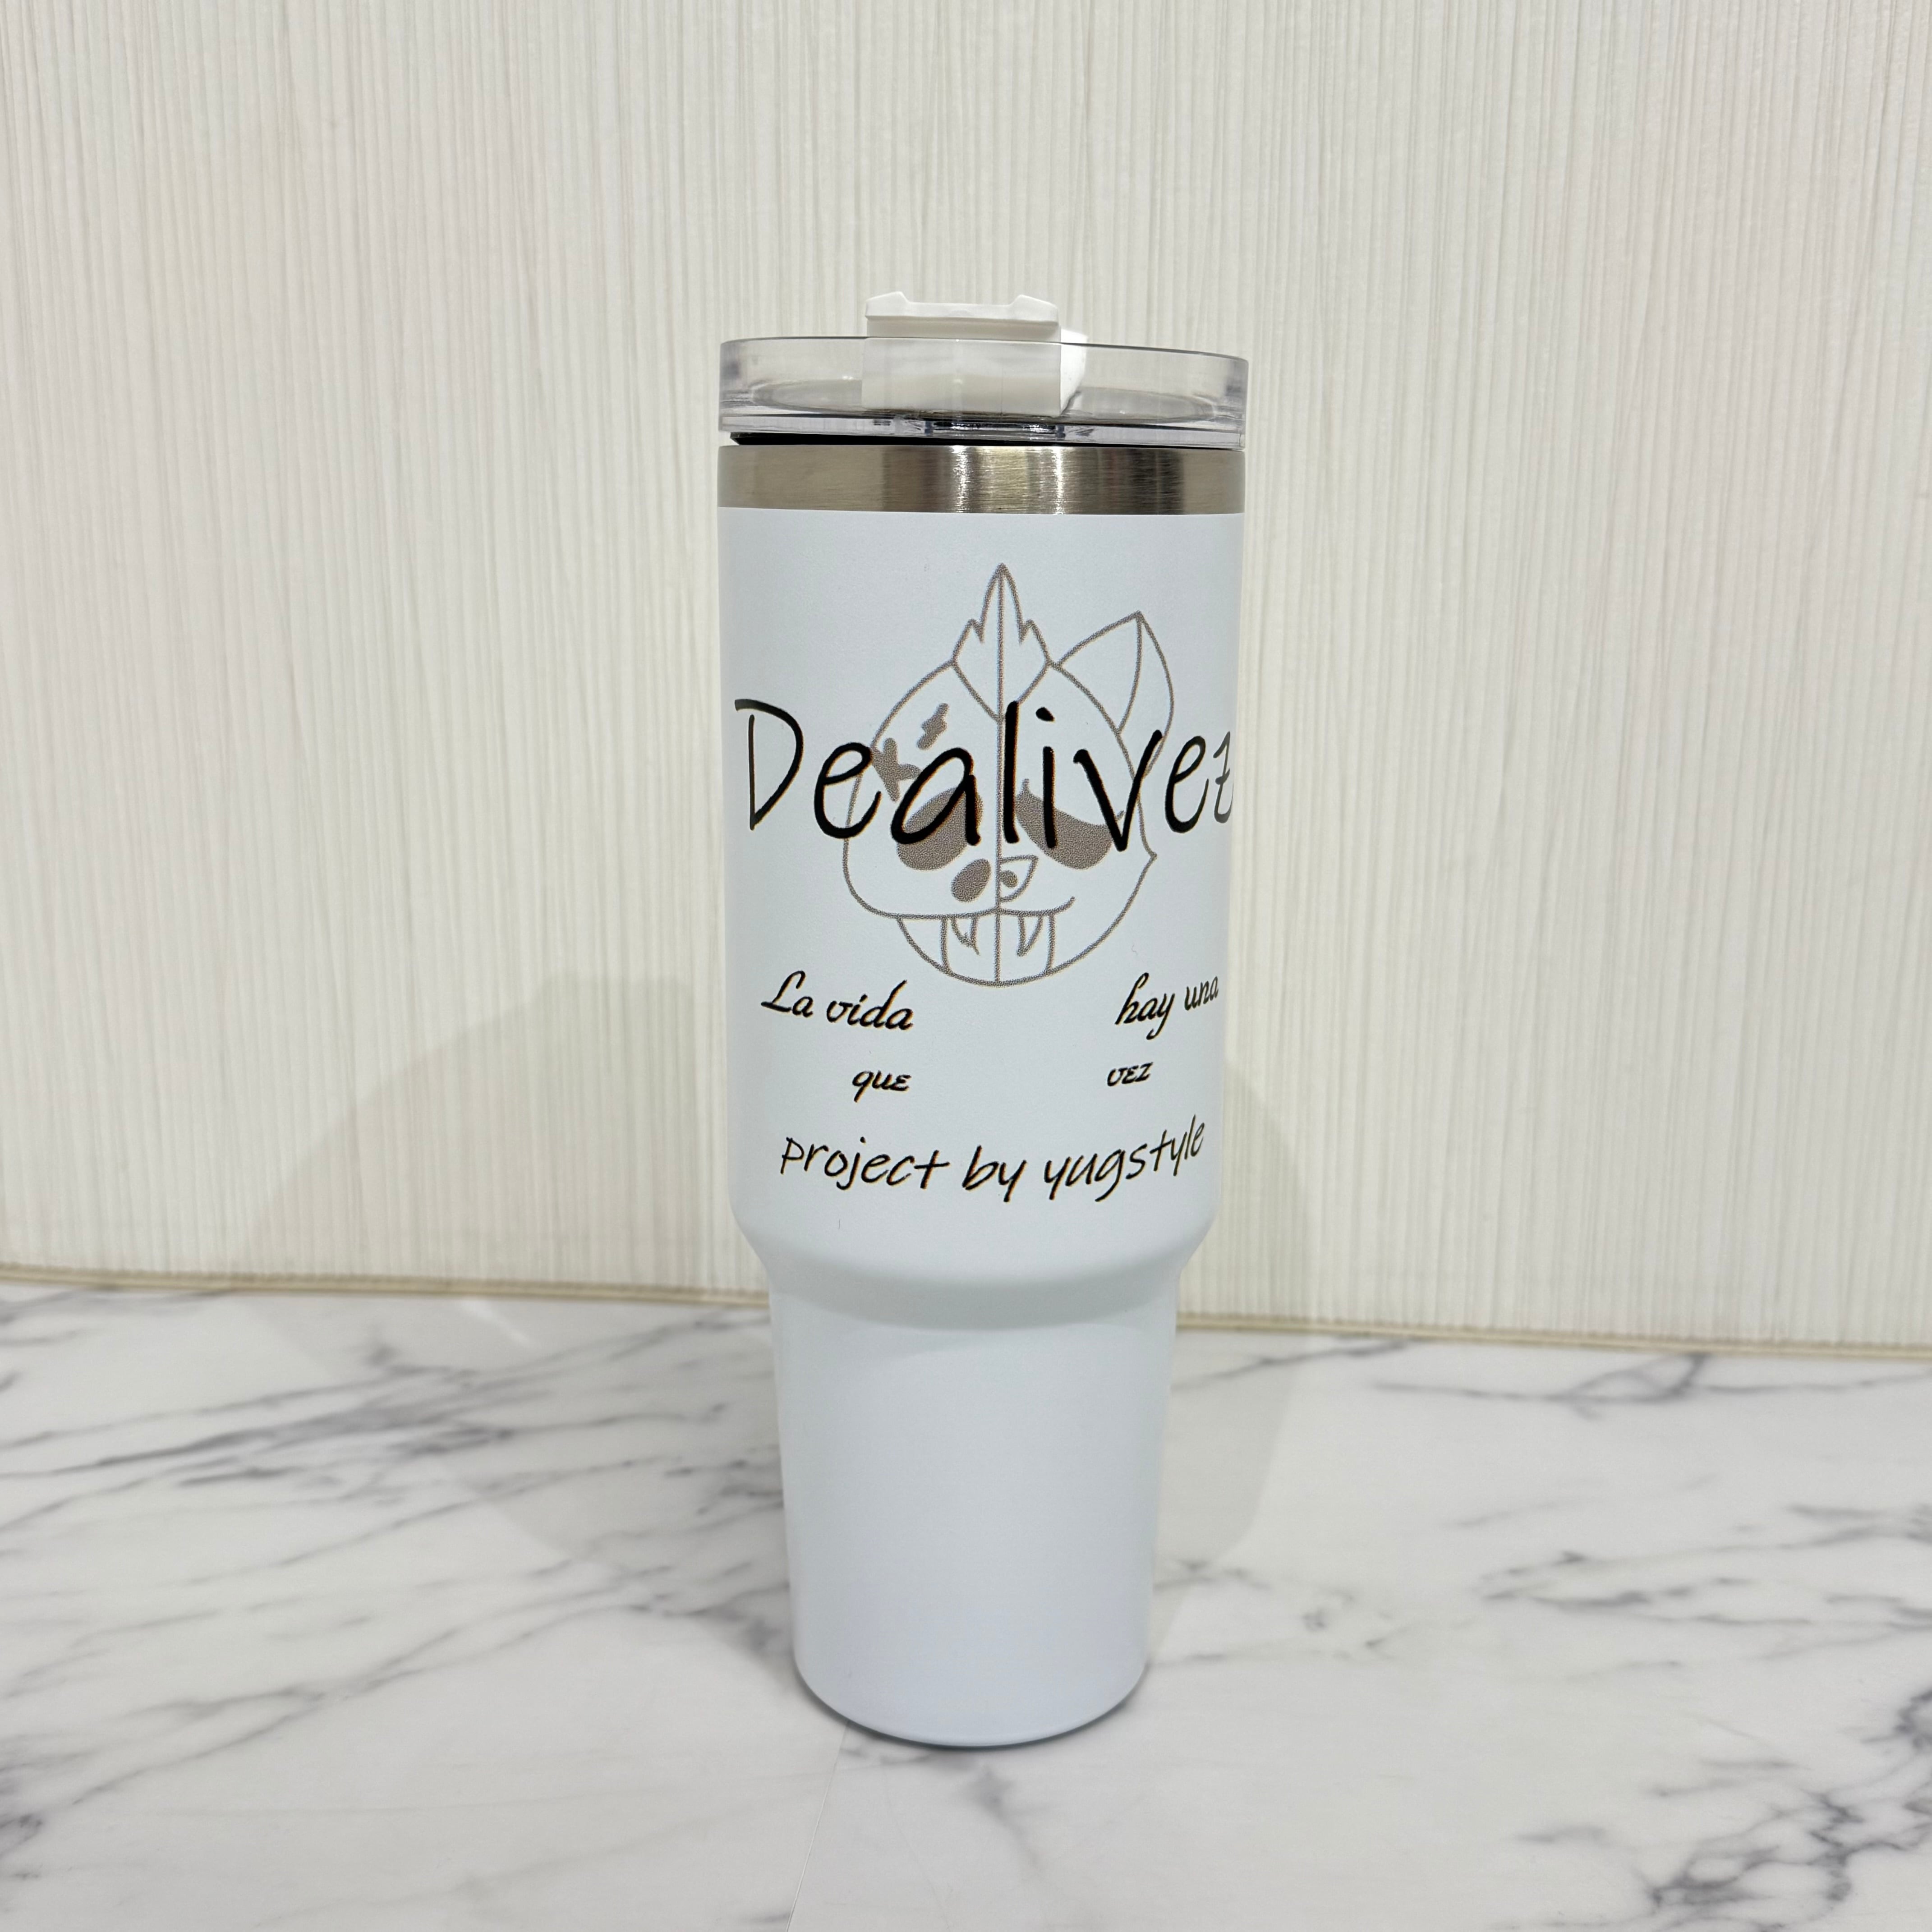 Dealivez
La vida hay una
que vez
Project by yugstyle